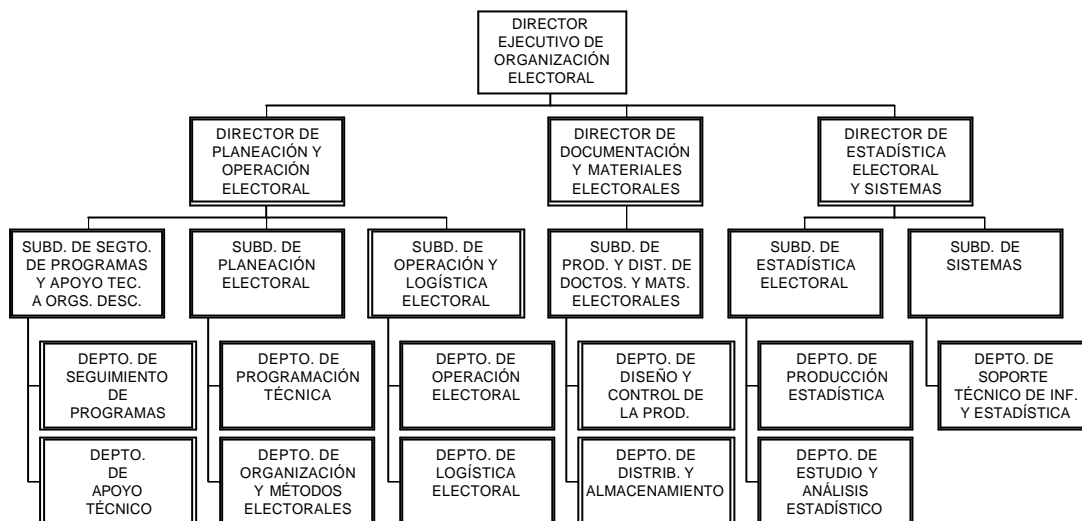 DIRECTOR
EJECUTIVO DE
ORGANIZACIÓN
ELECTORAL
DIRECTOR DE
PLANEACIÓN Y
OPERACIÓN
ELECTORAL
DIRECTOR DE
DOCUMENTACIÓN
Y MATERIALES
ELECTORALES
DIRECTOR DE
ESTADÍSTICA
ELECTORAL
Y SISTEMAS
SUBD. DE SEGTO.
DE PROGRAMAS
Y APOYO TEC.
A ORGS. DESC.
SUBD. DE
PLANEACIÓN
ELECTORAL
SUBD. DE
OPERACIÓN Y
LOGÍSTICA
ELECTORAL
SUBD. DE
PROD. Y DIST. DE
DOCTOS. Y MATS.
ELECTORALES
SUBD. DE
ESTADÍSTICA
ELECTORAL
SUBD. DE
SISTEMAS
DEPTO. DE
SEGUIMIENTO
DE
PROGRAMAS
DEPTO. DE
PROGRAMACIÓN
TÉCNICA
DEPTO. DE
OPERACIÓN
ELECTORAL
DEPTO. DE
DISEÑO Y
CONTROL DE
LA PROD.
DEPTO. DE
PRODUCCIÓN
ESTADÍSTICA
DEPTO. DE
SOPORTE
TÉCNICO DE INF.
Y ESTADÍSTICA
DEPTO.
DE
APOYO
TÉCNICO
DEPTO. DE
ORGANIZACIÓN
Y MÉTODOS
ELECTORALES
DEPTO. DE
LOGÍSTICA
ELECTORAL
DEPTO. DE
DISTRIB. Y
ALMACENAMIENTO
DEPTO. DE
ESTUDIO Y
ANÁLISIS
ESTADÍSTICO